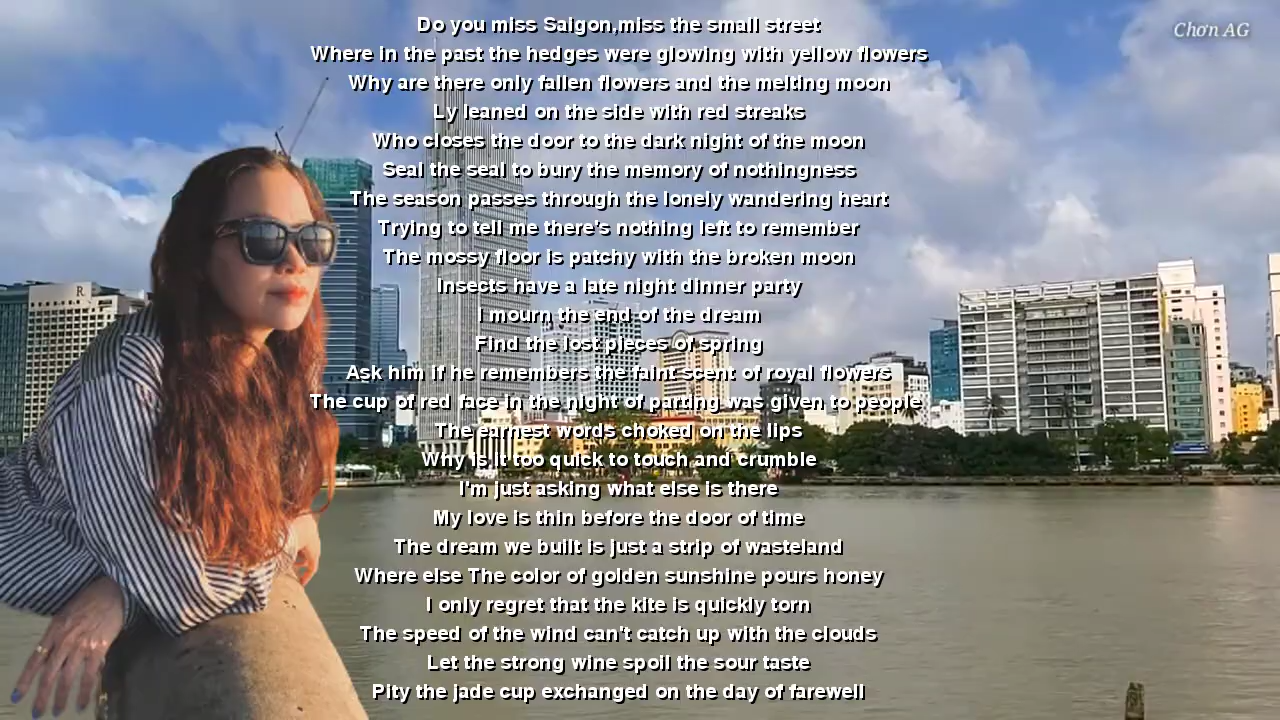 Do you miss Saigon,miss the small street
Chơn AG
Where in the past the hedges were glowing with yellow flowers
Why are there only fallen flowers and the melting moon
Ly leaned on the side with red streaks
Who closes the door to the dark night of the moon
Seal the seal to bury the memory of nothingness
The season passes through the lonely wandering heart
Trying to tell me there's nothing left to remember
The mossy floor is patchy with the broken moon
Insects have a late night dinner party
I mourn the end of the dream
Find the lost pieces of spring
Ask him if he remembers the faint scent of royal flowers
The cup of red face in the night of parting was given to people
The earnest words choked on the lips
Why is it too quick to touch and crumble
I'm just asking what else is there
My love is thin before the door of time
The dream we built is just a strip of wasteland
Where else The color of golden sunshine pours honey
I only regret that the kite is quickly torn
The speed of the wind can't catch up with the clouds
Let the strong wine spoil the sour taste
Pity the jade cup exchanged on the day of farewell
R